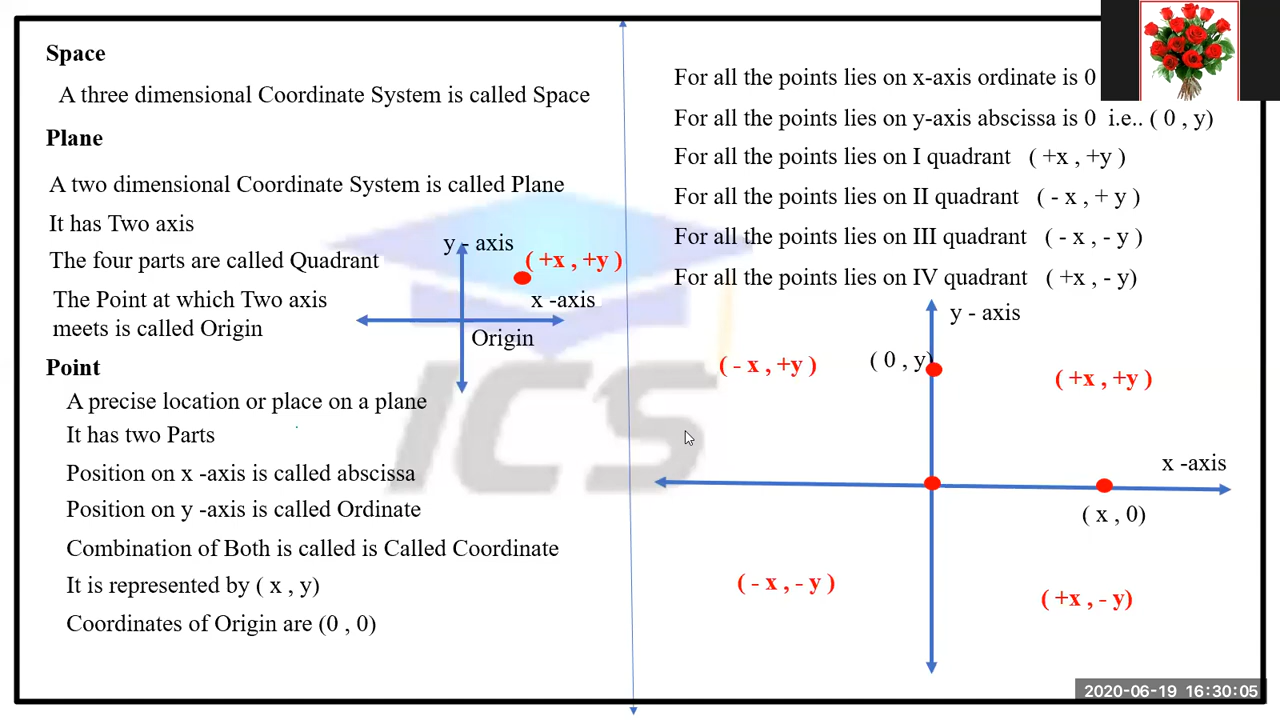 Space
A three dimensional Coordinate System is called Space
Plane
A two dimensional Coordinate System is called Plane
It has Two axis
The four parts are called Quadrant
The Point at which Two axis
meets is called Origin
y - axis
( +x , +y )
x -axis
Origin
Point
A precise location or place on a plane
It has two Parts
Position on x -axis is called abscissa
Position on y -axis is called Ordinate
Combination of Both is called is Called Coordinate
It is represented by ( x , y)
Coordinates of Origin are (0 , 0)
For all the points lies on x-axis ordinate is 0
For all the points lies on y-axis abscissa is 0 i.e.. ( 0 , y)
For all the points lies on I quadrant ( +x , +y )
For all the points lies on II quadrant ( - x , + y )
For all the points lies on III quadrant ( - x , - y )
For all the points lies on IV quadrant ( +x , - y)
y - axis
( - x , +y )
( 0 , y)
( +x , +y )
x -axis
( x , 0)
( - x , - y )
( +x , - y)
ICS
2020-06-19 16:30:05